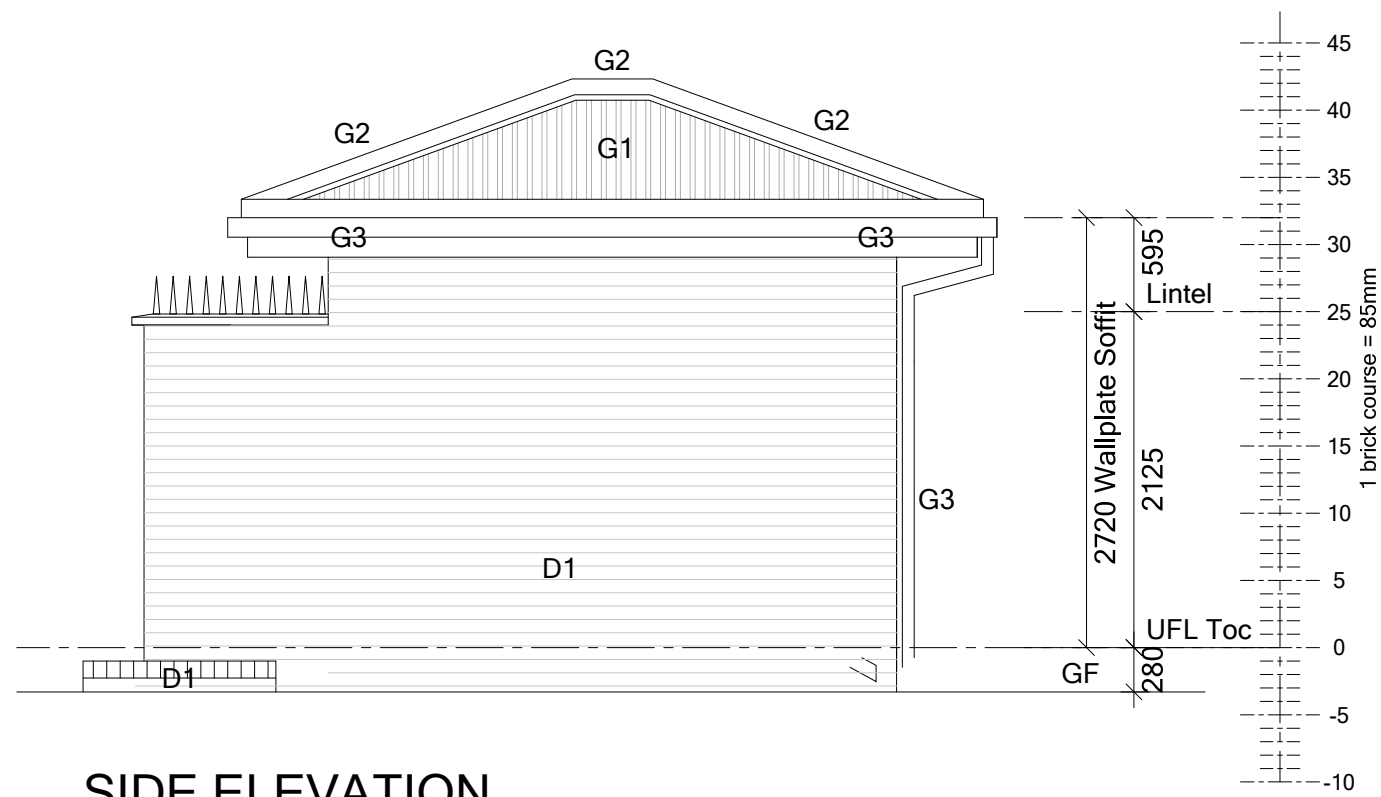 G2
G2
G2
G1
G3
G3
G3
D1
D1
595
Lintel
2720 Wallplate Soffit
2125
UFL Toc
GF
280
45
40
35
30
25
20
15
10
5
0
-5
-10
1 brick course = 85mm
SIDE ELEVATION